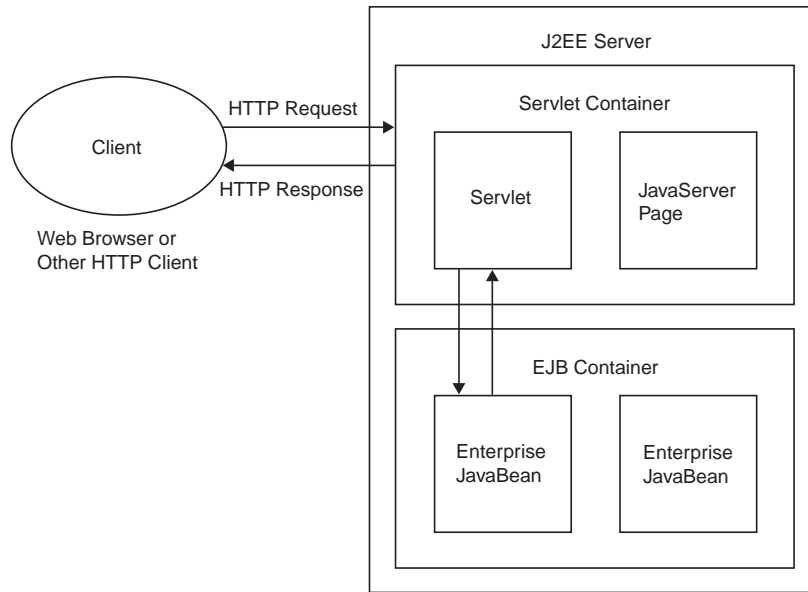 J2EE Server
Servlet Container
HTTP Request
Client
HTTP Response
Servlet
JavaServer
Page
Web Browser or
Other HTTP Client
EJB Container
Enterprise
JavaBean
Enterprise
JavaBean